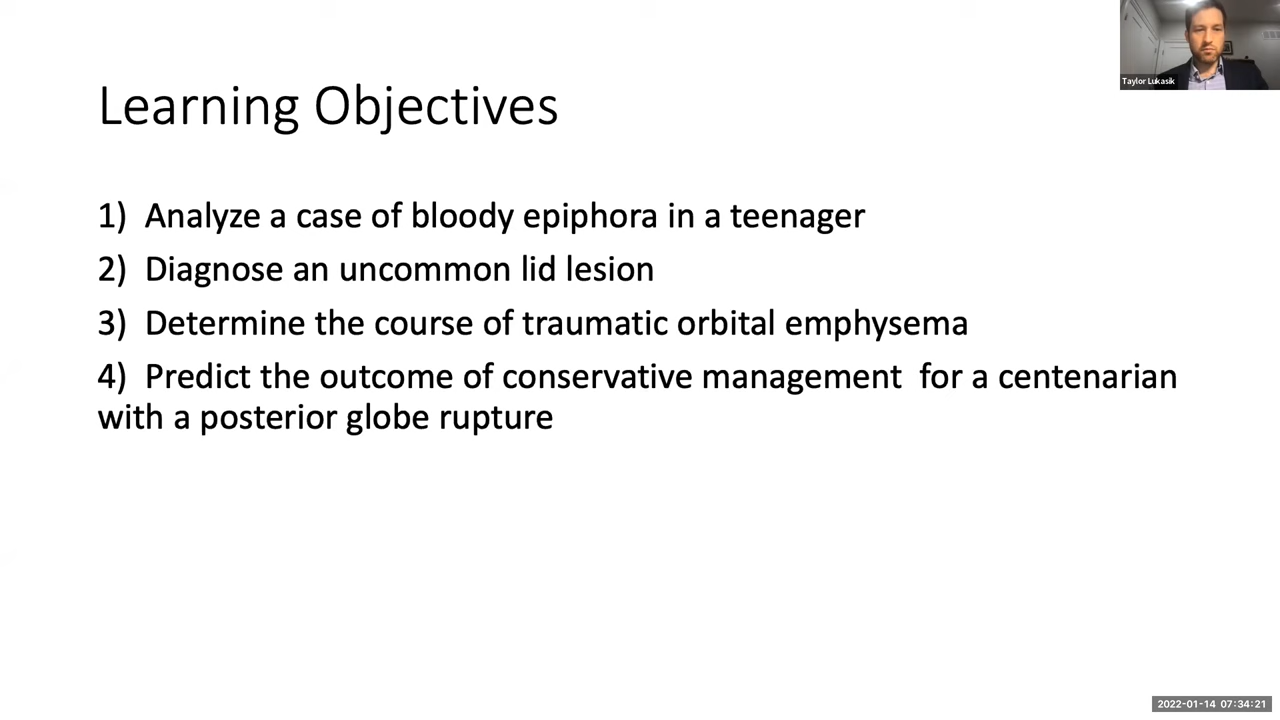 Taylor Lukasik
Learning Objectives
1)  Analyze a case of bloody epiphora in a teenager
2)  Diagnose an uncommon lid lesion
3)  Determine the course of traumatic orbital emphysema
4)  Predict the outcome of conservative management  for a centenarian
with a posterior globe rupture
2022-01-14 07:34:21